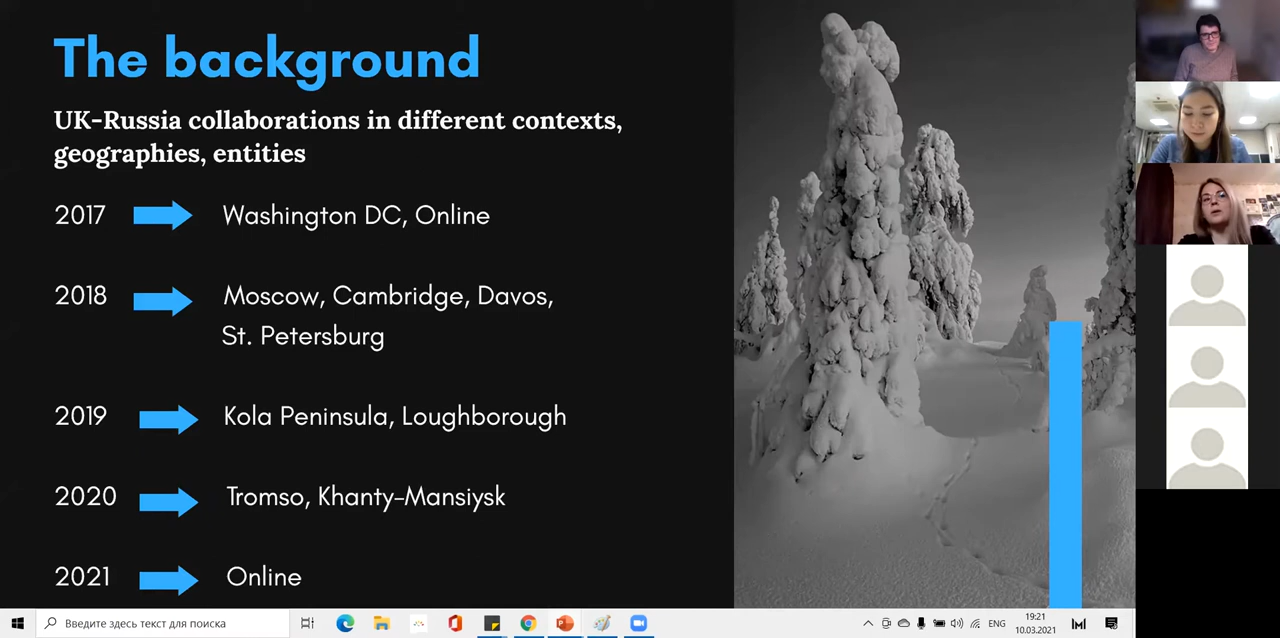 The background
UK-Russia collaborations in different contexts,
geographies, entities
2017 Washington DC, Online
2018 Moscow, Cambridge, Davos,
St. Petersburg
2019 Kola Peninsula, Loughborough
2020 Tromso, Khanty-Mansiysk
2021 Online
Введите здесь текст для поиска
ENG
19:21
10.03.2021